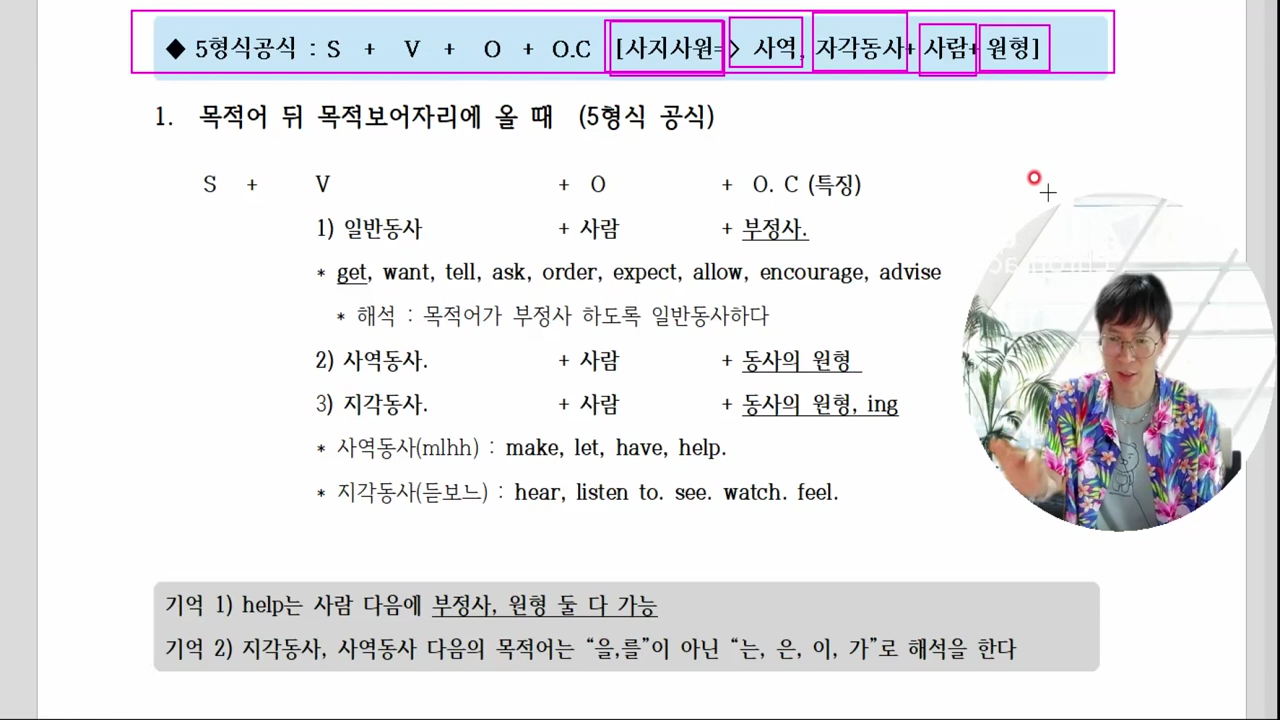 ◆ 5형식공식 : S + V + O + O.C [사지사원=> 사역, 자각동사+ 사람+ 원형]
1. 목적어 뒤 목적보어자리에 올 때 (5형식 공식)
S + V + O + O. C (특징)
1) 일반동사 + 사람 + 부정사.
* get, want, tell, ask, order, expect, allow, encourage, advise
* 해석 : 목적어가 부정사 하도록 일반동사하다
2) 사역동사. + 사람 + 동사의 원형
3) 지각동사. + 사람 + 동사의 원형, ing
* 사역동사(mlhh) : make, let, have, help.
* 지각동사(듣보느) : hear, listen to. see. watch. feel.
기억 1) help는 사람 다음에 부정사, 원형 둘 다 가능
기억 2) 지각동사, 사역동사 다음의 목적어는 “을,를”이 아닌 “는, 은, 이, 가”로 해석을 한다